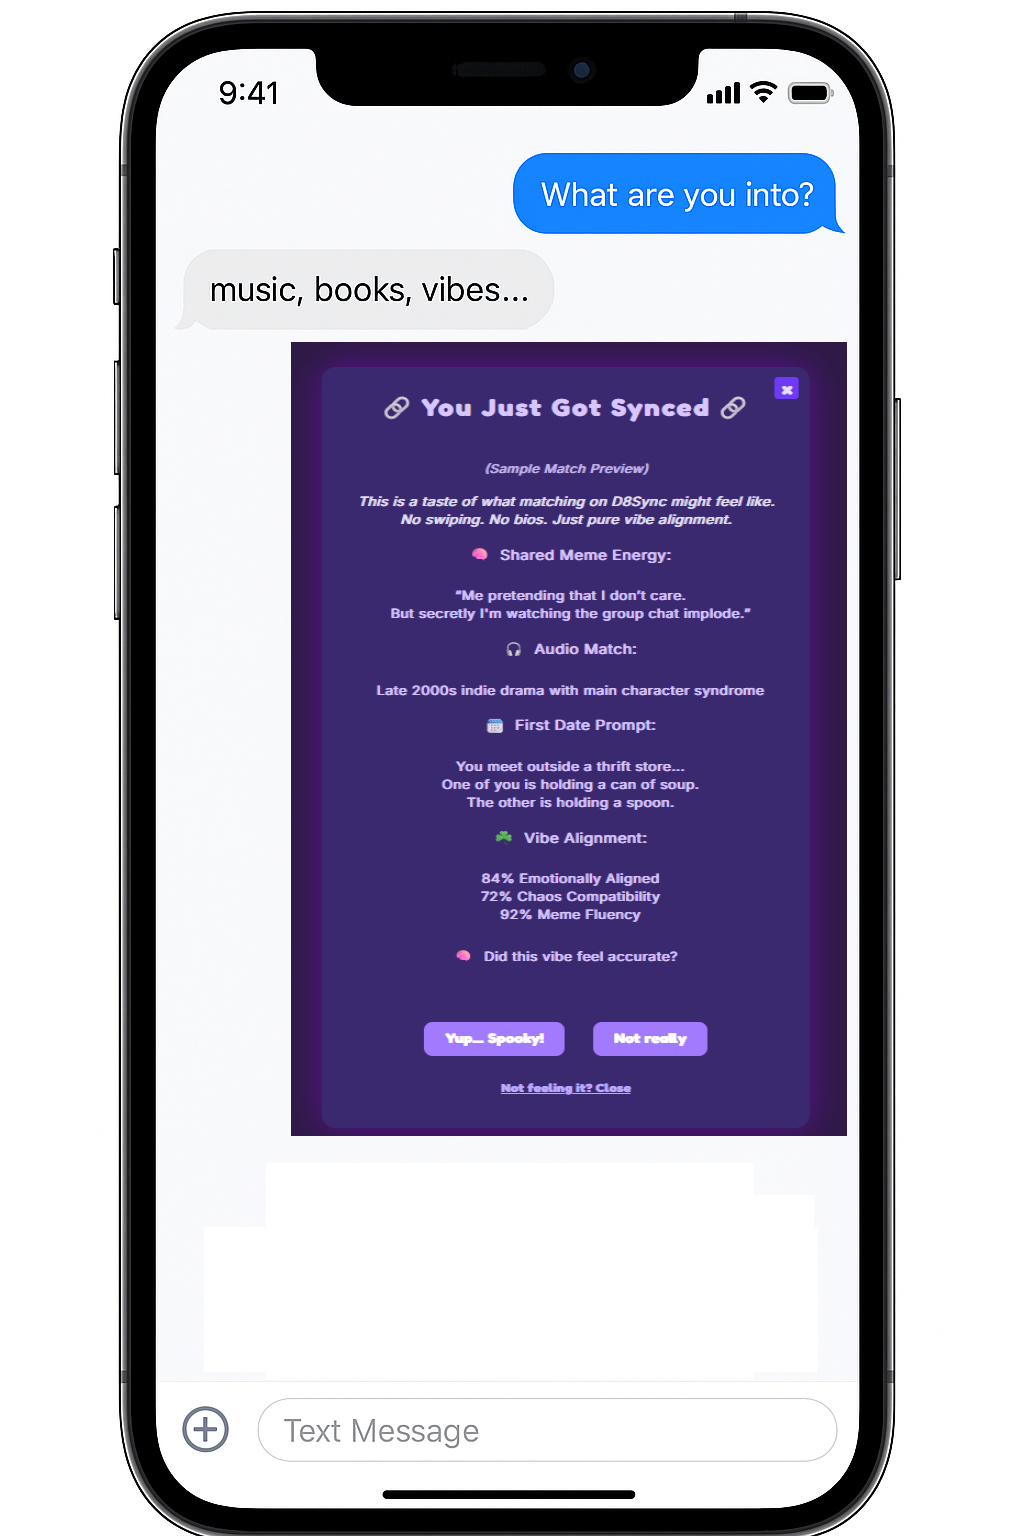 9:41
What are you into?
music, books, vibes...
🔗 You Just Got Synced 🔗
(Sample Match Preview)
This is a taste of what matching on D8Sync might feel like.
No swiping. No bios. Just pure vibe alignment.
🧠 Shared Meme Energy:
“Me pretending that I don’t care.
But secretly I'm watching the group chat implode.”
🎧 Audio Match:
Late 2000s indie drama with main character syndrome
📅 First Date Prompt:
You meet outside a thrift store...
One of you is holding a can of soup.
The other is holding a spoon.
☘️ Vibe Alignment:
84% Emotionally Aligned
72% Chaos Compatibility
92% Meme Fluency
🧠 Did this vibe feel accurate?
Yup... Spooky! Not really
Not feeling it? Close
Text Message